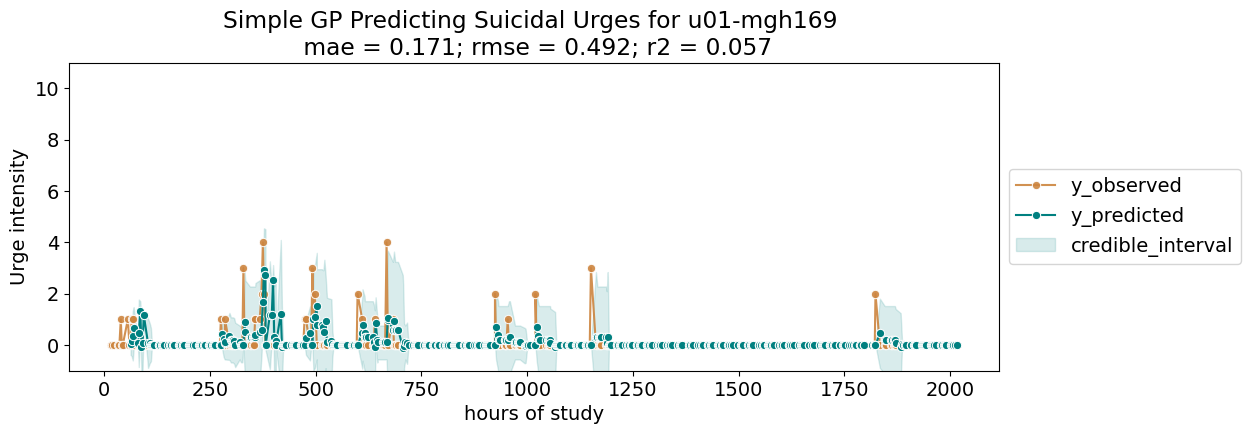 Simple GP Predicting Suicidal Urges for u01-mgh169
mae = 0.171; rmse = 0.492; r2 = 0.057
Urge intensity
10
8
6
4
2
0
0 250 500 750 1000 1250 1500 1750 2000
hours of study
y_observed
y_predicted
credible_interval